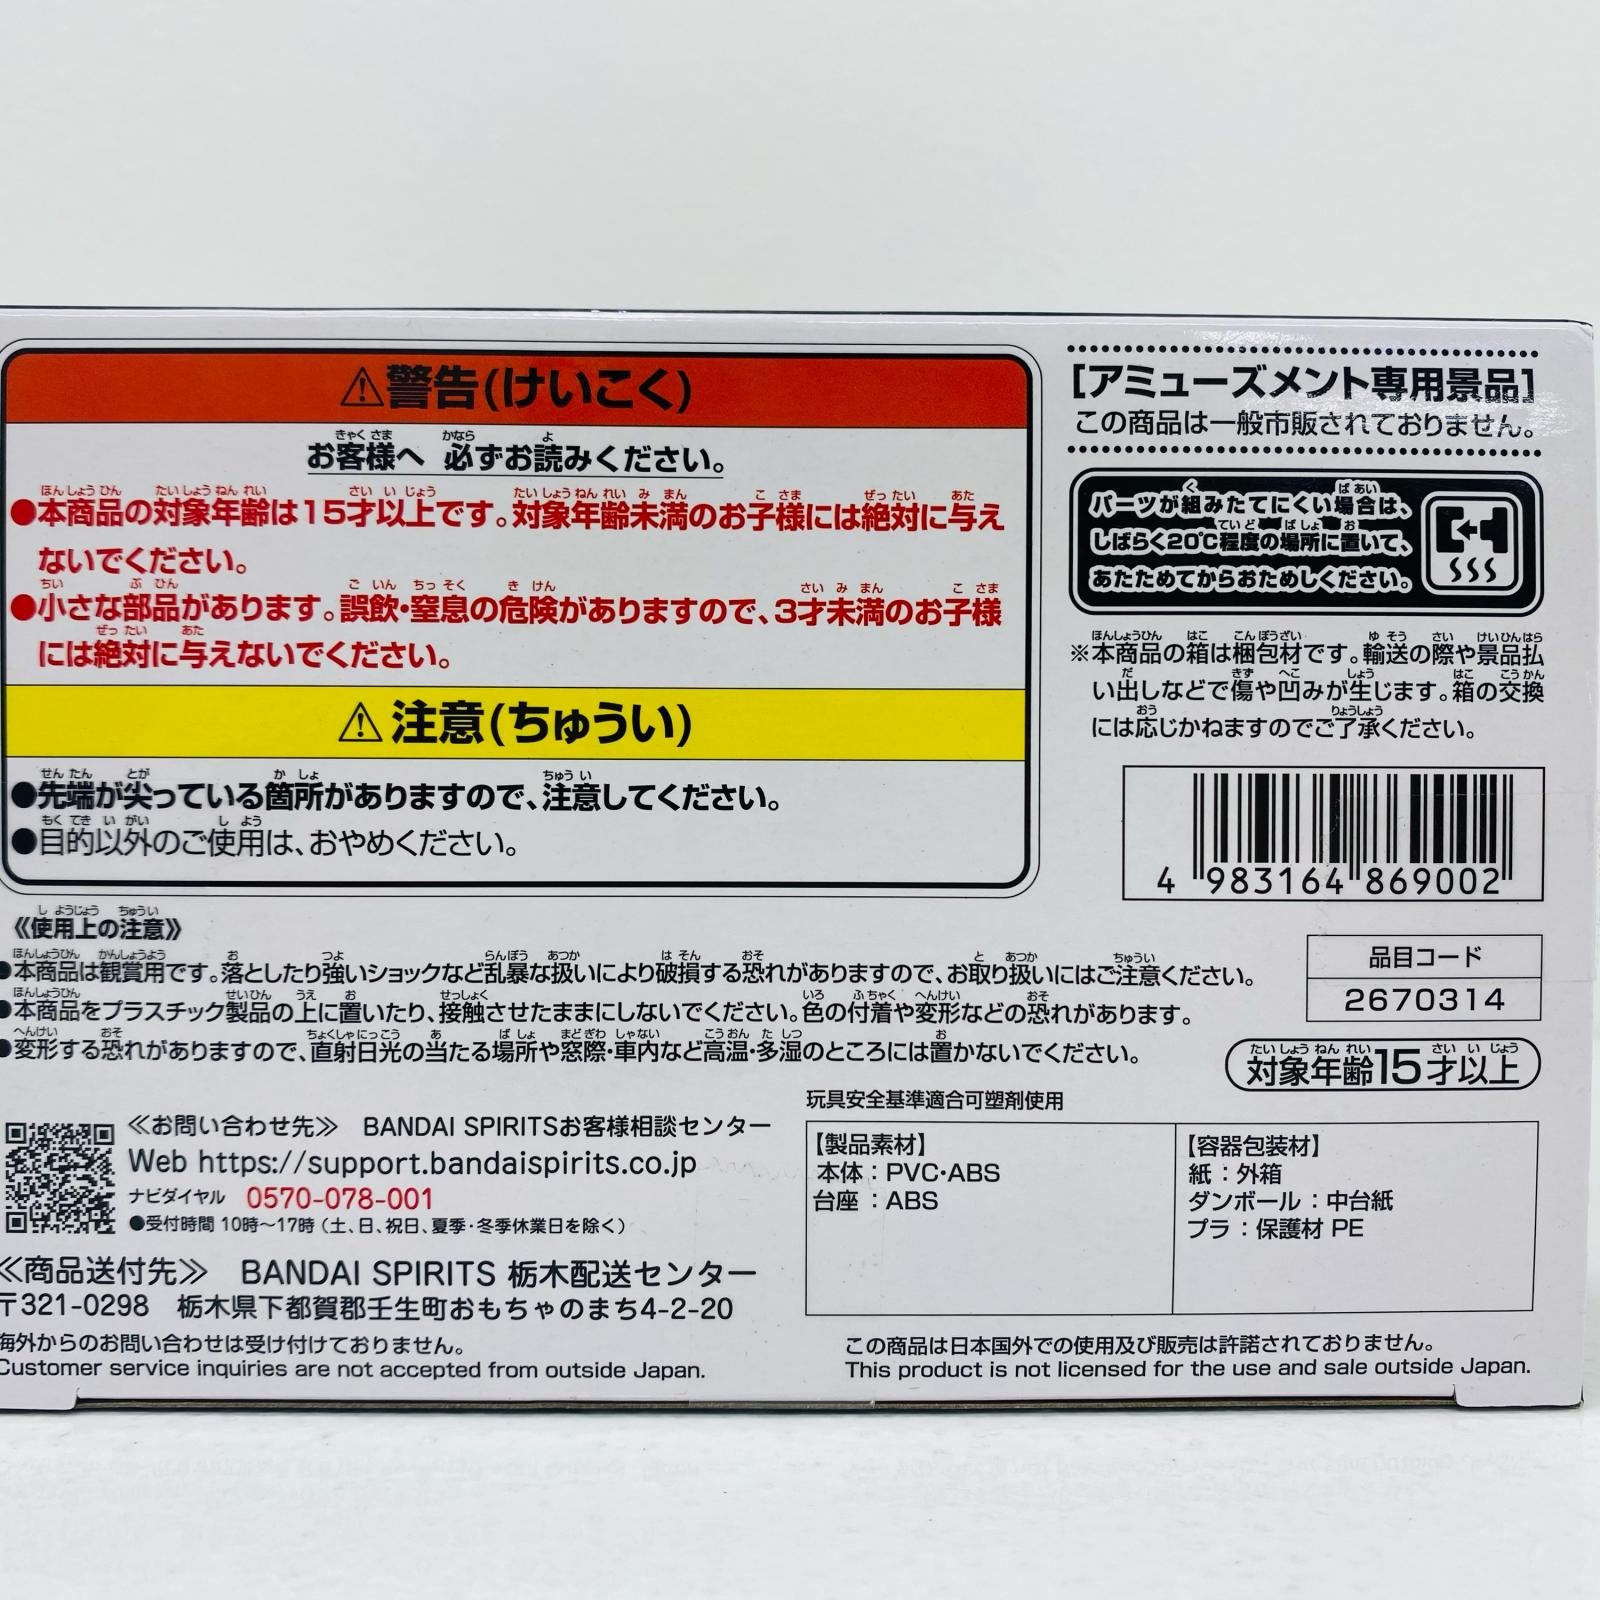 ⚠警告(けいこく)
お客様へ 必ずお読みください。
●本商品の対象年齢は15才以上です。対象年齢未満のお子様には絶対に与え
ないでください。
●小さな部品があります。誤飲・窒息の危険がありますので、3才未満のお子様
には絶対に与えないでください。
⚠注意(ちゅうい)
●先端が尖っている箇所がありますので、注意してください。
●目的以外のご使用は、おやめください。
[アミューズメント専用景品]
この商品は一般市販されておりません。
パーツが組みたてにくい場合は、
しばらく20℃程度の場所に置いて、
あたためてからおためしください。
※本商品の箱は梱包材です。輸送の際や景品払
い出しなどで傷や凹みが生じます。箱の交換
には応じかねますのでご了承ください。
4 983164 869002
品目コード
2670314
対象年齢15才以上
《使用上の注意》
●本商品は観賞用です。落としたり強いショックなど乱暴な扱いにより破損する恐れがありますので、お取り扱いにはご注意ください。
●本商品をプラスチック製品の上に置いたり、接触させたままにしないでください。色の付着や変形などの恐れがあります。
●変形する恐れがありますので、直射日光の当たる場所や窓際・車内など高温・多湿のところには置かないでください。
≪お問い合わせ先≫ BANDAI SPIRITSお客様相談センター
Web https://support.bandaispirits.co.jp
ナビダイヤル 0570-078-001
●受付時間 10時〜17時 (土、日、祝日、夏季・冬季休業日を除く)
≪商品送付先≫ BANDAI SPIRITS 栃木配送センター
〒321-0298 栃木県下都賀郡壬生町おもちゃのまち4-2-20
海外からのお問い合わせは受け付けておりません。
Customer service inquiries are not accepted from outside Japan.
玩具安全基準適合可塑剤使用
【製品素材】
本体：PVC・ABS
台座：ABS
【容器包装材】
紙：外箱
ダンボール：中台紙
プラ：保護材 PE
この商品は日本国外での使用及び販売は許諾されておりません。
This product is not licensed for the use and sale outside Japan.